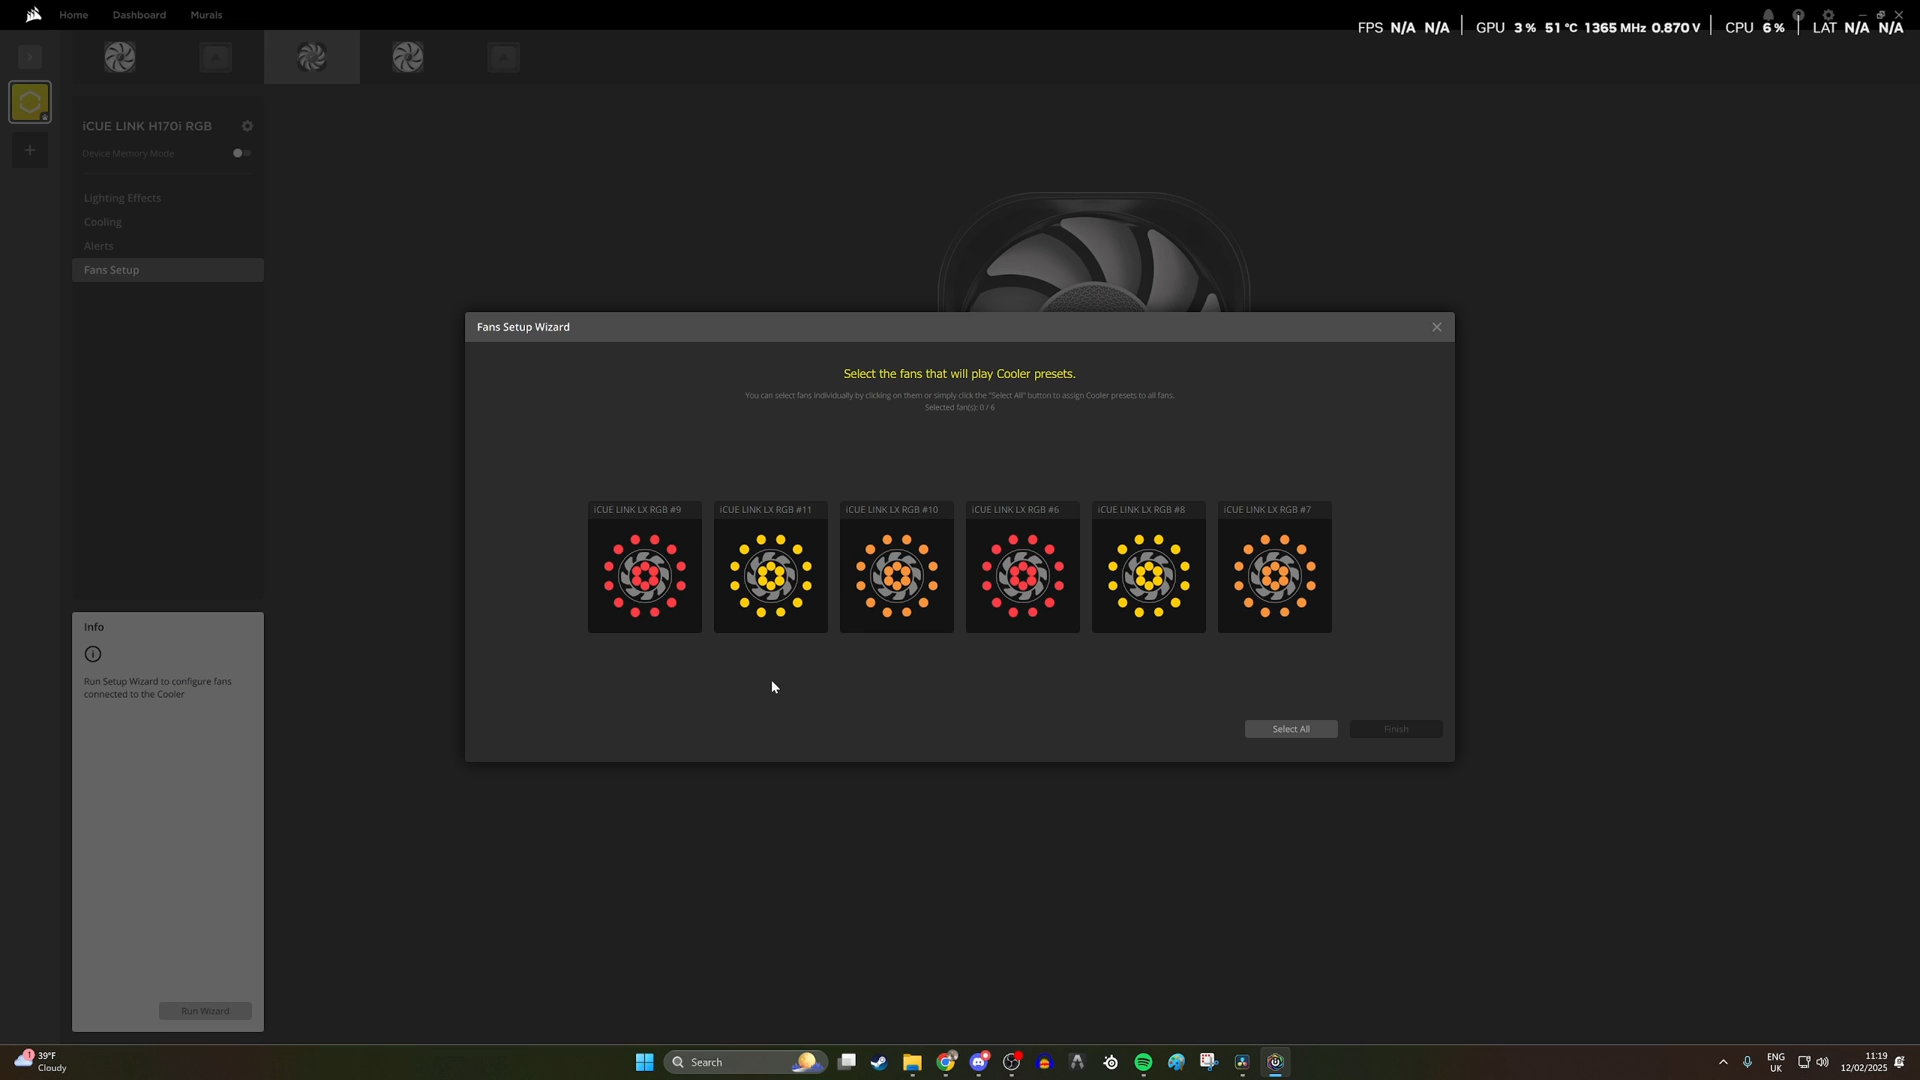 Home Dashboard Murals
FPS N/A N/A GPU 3 % 51 °C 1365 MHz 0.870 V CPU 6 % LAT N/A N/A
iCUE LINK H170i RGB
Device Memory Mode
Lighting Effects
Cooling
Alerts
Fans Setup
Fans Setup Wizard
Select the fans that will play Cooler presets.
You can select fans individually by clicking on them or simply click the "Select All" button to assign Cooler presets to all fans.
Selected fan(s): 0 / 6
iCUE LINK LX RGB #9
iCUE LINK LX RGB #11
iCUE LINK LX RGB #10
iCUE LINK LX RGB #6
iCUE LINK LX RGB #8
iCUE LINK LX RGB #7
Select All
Finish
Info
Run Setup Wizard to configure fans
connected to the Cooler
Run Wizard
1
39°F
Cloudy
Search
ENG
UK
11:19
12/02/2025